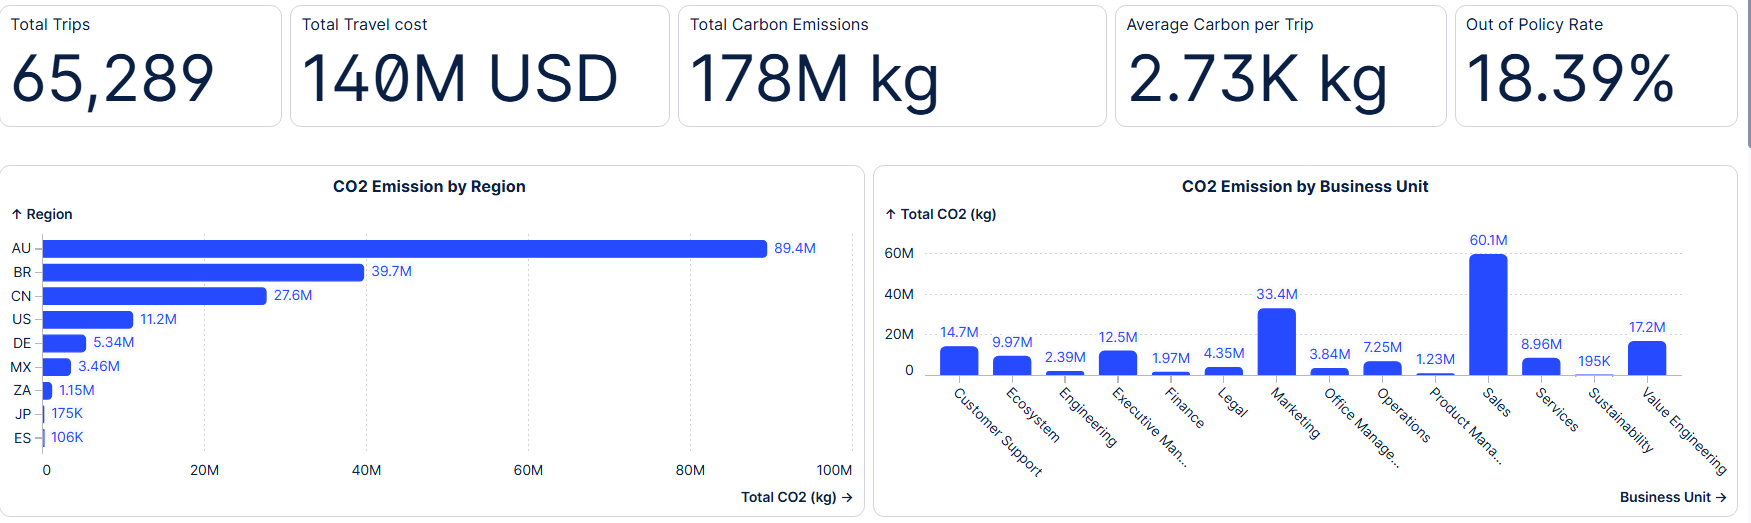 Total Trips
65,289
Total Travel cost
140M USD
Total Carbon Emissions
178M kg
Average Carbon per Trip
2.73K kg
Out of Policy Rate
18.39%
CO2 Emission by Region
↑ Region
AU 89.4M
BR 39.7M
CN 27.6M
US 11.2M
DE 5.34M
MX 3.46M
ZA 1.15M
JP 175K
ES 106K
0 20M 40M 60M 80M 100M
Total CO2 (kg) →
CO2 Emission by Business Unit
↑ Total CO2 (kg)
60M
40M
20M
0
14.7M 9.97M 2.39M 12.5M 1.97M 4.35M 33.4M 3.84M 7.25M 1.23M 60.1M 8.96M 195K 17.2M
Customer Support
Ecosystem
Engineering
Executive Man...
Finance
Legal
Marketing
Office Manage...
Operations
Product Mana...
Sales
Services
Sustainability
Value Engineering
Business Unit →